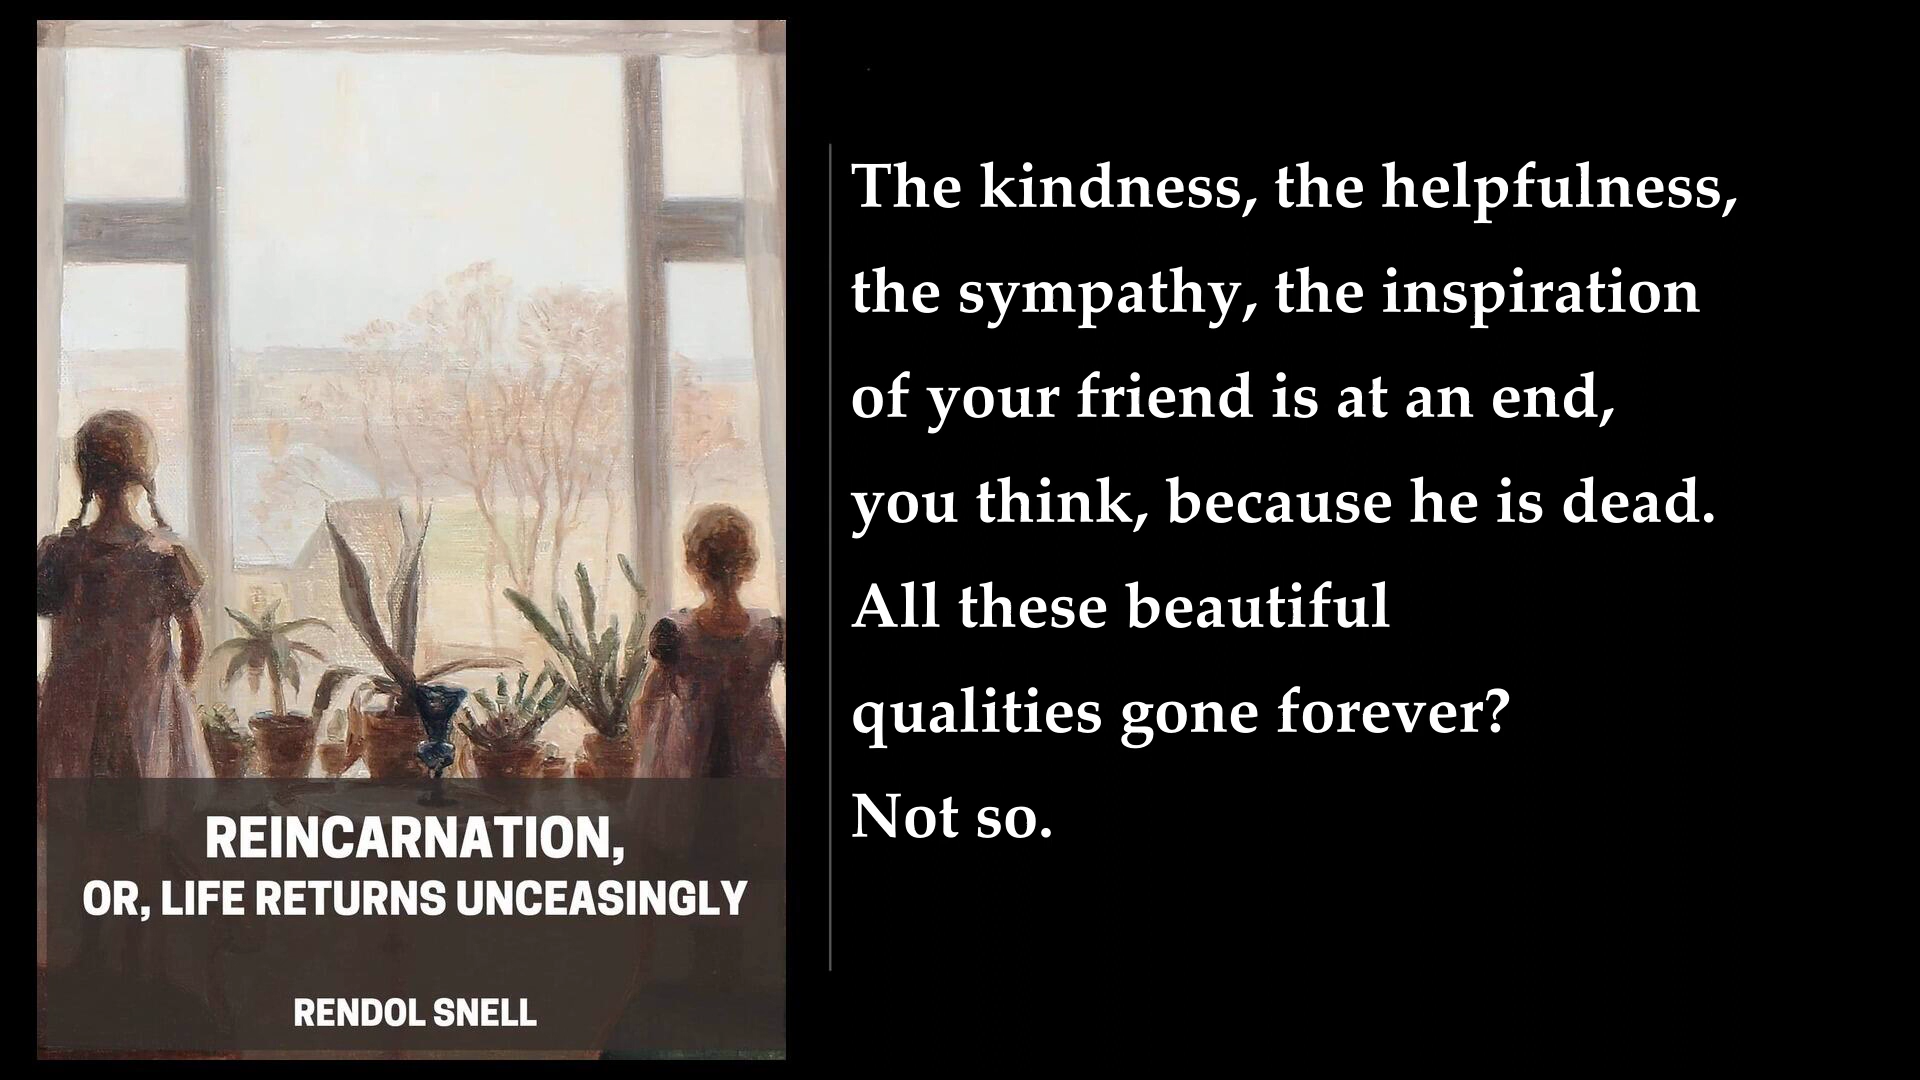 REINCARNATION,
OR, LIFE RETURNS UNCEASINGLY
RENDOL SNELL
The kindness, the helpfulness,
the sympathy, the inspiration
of your friend is at an end,
you think, because he is dead.
All these beautiful
qualities gone forever?
Not so.